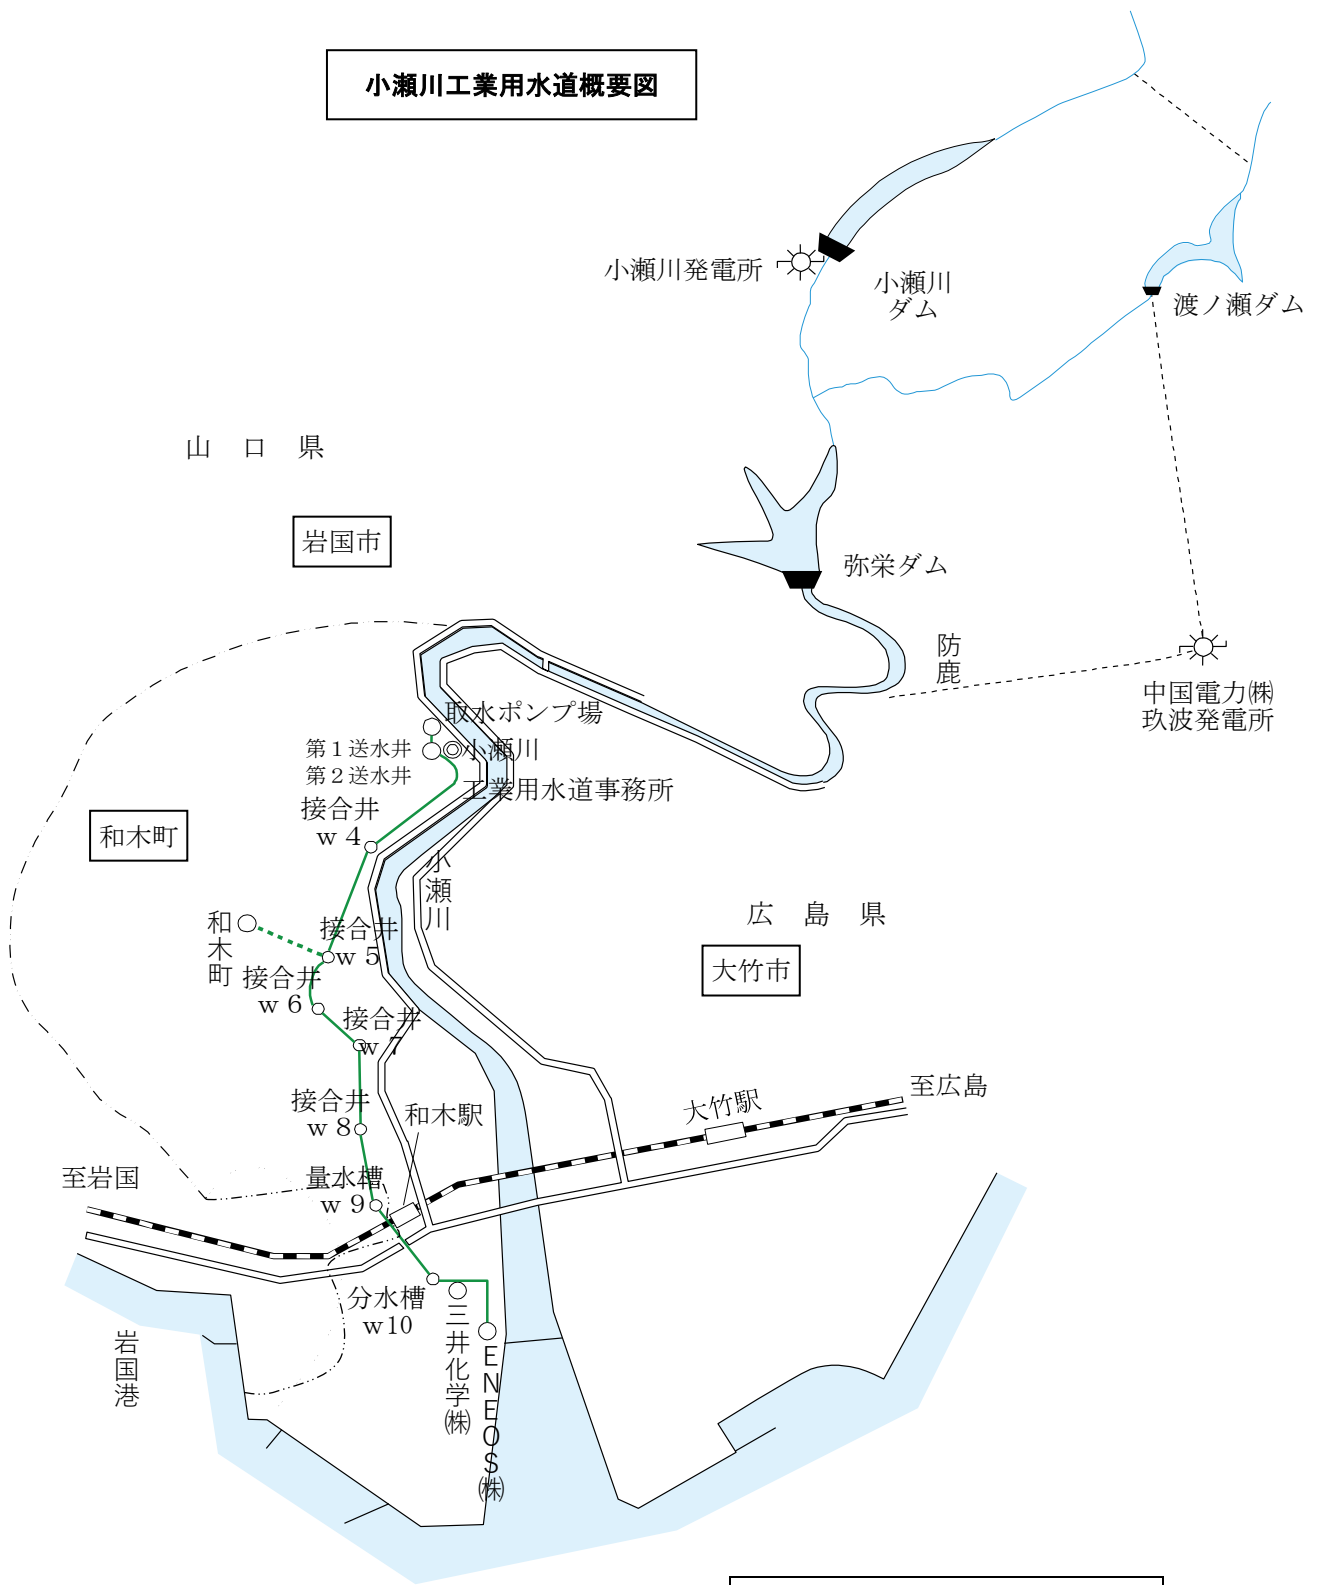 小瀬川工業用水道概要図
小瀬川発電所
小瀬川
ダム
渡ノ瀬ダム
山口県
岩国市
弥栄ダム
防鹿
中国電力㈱
玖波発電所
取水ポンプ場
第１送水井
第２送水井
小瀬川
工業用水道事務所
接合井
ｗ４
和木町
小瀬川
広島県
大竹市
和木町
接合井
ｗ５
接合井
ｗ６
接合井
ｗ７
接合井
ｗ８
和木駅
大竹駅
至広島
至岩国
量水槽
ｗ９
分水槽
ｗ10
岩国港
三井化学㈱
ＥＮＥＯＳ㈱